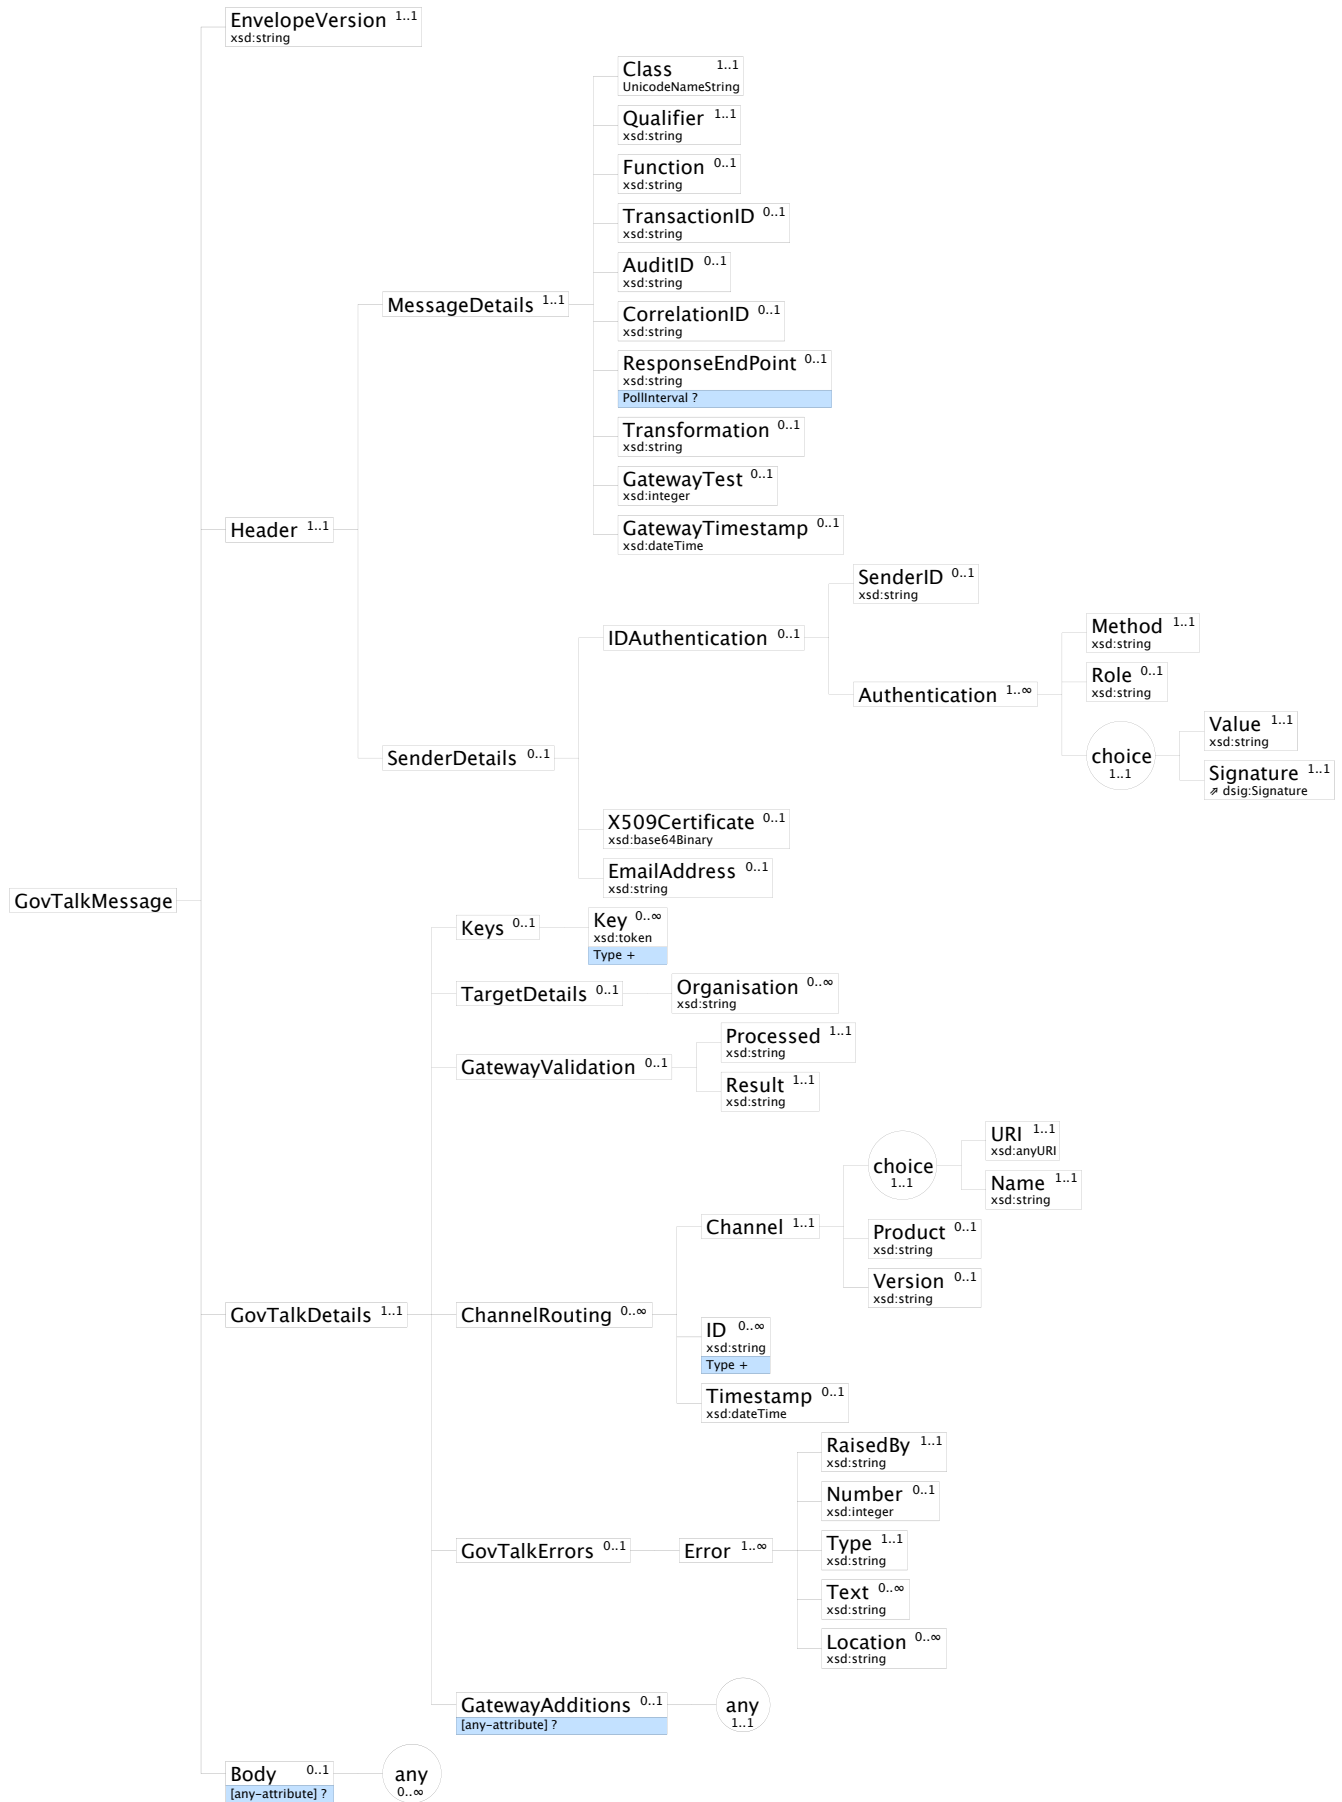 EnvelopeVersion 1..1
xsd:string
Class 1..1
UnicodeNameString
Qualifier 1..1
xsd:string
Function 0..1
xsd:string
TransactionID 0..1
xsd:string
AuditID 0..1
xsd:string
MessageDetails 1..1
CorrelationID 0..1
xsd:string
ResponseEndPoint 0..1
xsd:string
PollInterval ?
Transformation 0..1
xsd:string
GatewayTest 0..1
xsd:integer
Header 1..1
GatewayTimestamp 0..1
xsd:dateTime
SenderID 0..1
xsd:string
IDAuthentication 0..1
Method 1..1
xsd:string
Role 0..1
xsd:string
Authentication 1..∞
Value 1..1
xsd:string
SenderDetails 0..1
choice
1..1
Signature 1..1
⇗ dsig:Signature
X509Certificate 0..1
xsd:base64Binary
EmailAddress 0..1
xsd:string
GovTalkMessage
Keys 0..1
Key 0..∞
xsd:token
Type +
TargetDetails 0..1
Organisation 0..∞
xsd:string
Processed 1..1
xsd:string
GatewayValidation 0..1
Result 1..1
xsd:string
URI 1..1
xsd:anyURI
choice
1..1
Name 1..1
xsd:string
Channel 1..1
Product 0..1
xsd:string
Version 0..1
xsd:string
GovTalkDetails 1..1
ChannelRouting 0..∞
ID 0..∞
xsd:string
Type +
Timestamp 0..1
xsd:dateTime
RaisedBy 1..1
xsd:string
Number 0..1
xsd:integer
GovTalkErrors 0..1
Error 1..∞
Type 1..1
xsd:string
Text 0..∞
xsd:string
Location 0..∞
xsd:string
GatewayAdditions 0..1
[any-attribute] ?
any
1..1
Body 0..1
[any-attribute] ?
any
0..∞